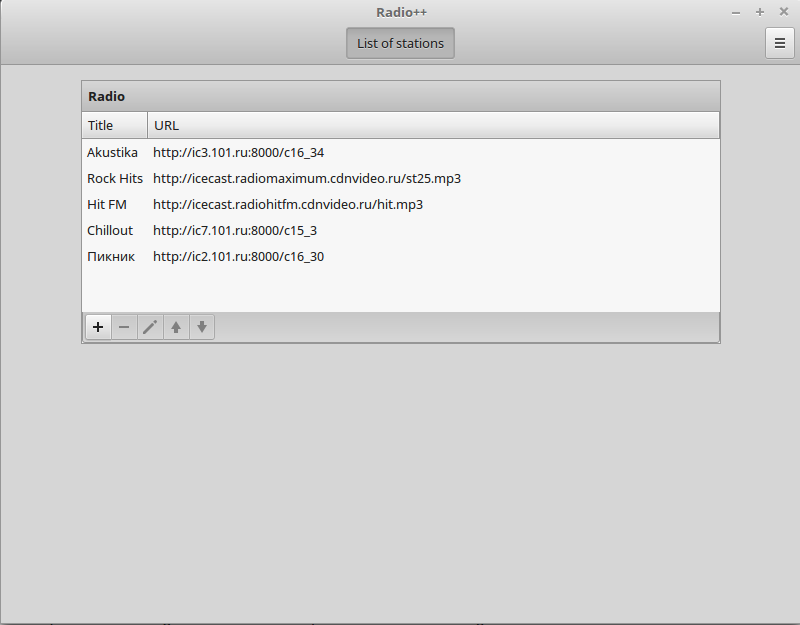 Radio++
List of stations
Radio
Title URL
Akustika http://ic3.101.ru:8000/c16_34
Rock Hits http://icecast.radiomaximum.cdnvideo.ru/st25.mp3
Hit FM http://icecast.radiohitfm.cdnvideo.ru/hit.mp3
Chillout http://ic7.101.ru:8000/c15_3
Пикник http://ic2.101.ru:8000/c16_30